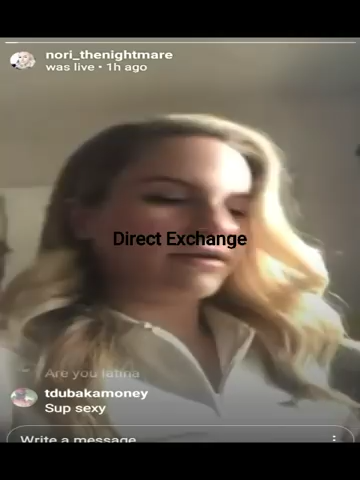 nori_thenightmare
was live • 1h ago
Direct Exchange
Are you latina
tdubakamoney
Sup sexy
Write a message